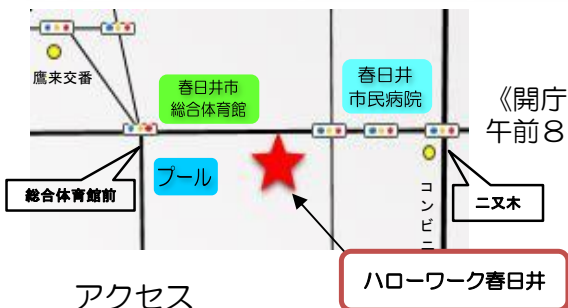 鷹来交番
春日井市
総合体育館
春日井
市民病院
《開庁
午前8
総合体育館前
プール
コンビニ
二又木
ハローワーク春日井
アクセス